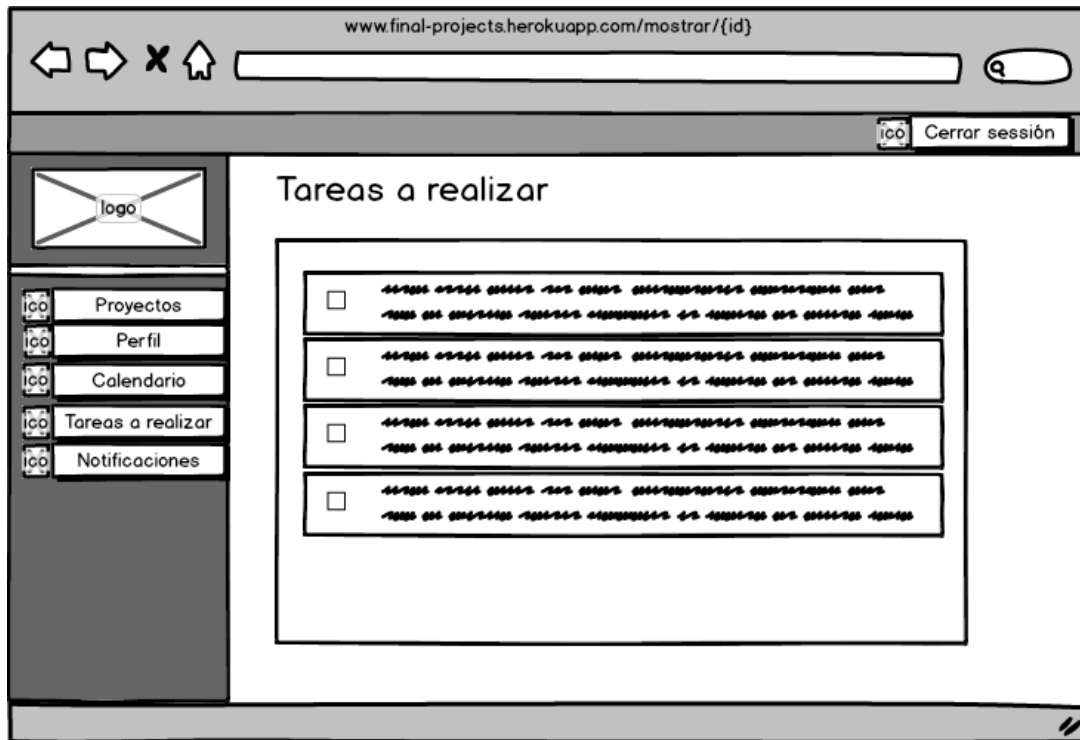 www.final-projects.herokuapp.com/mostrar/{id}
ico Cerrar sessión
logo
Tareas a realizar
ico Proyectos
ico Perfil
ico Calendario
ico Tareas a realizar
ico Notificaciones